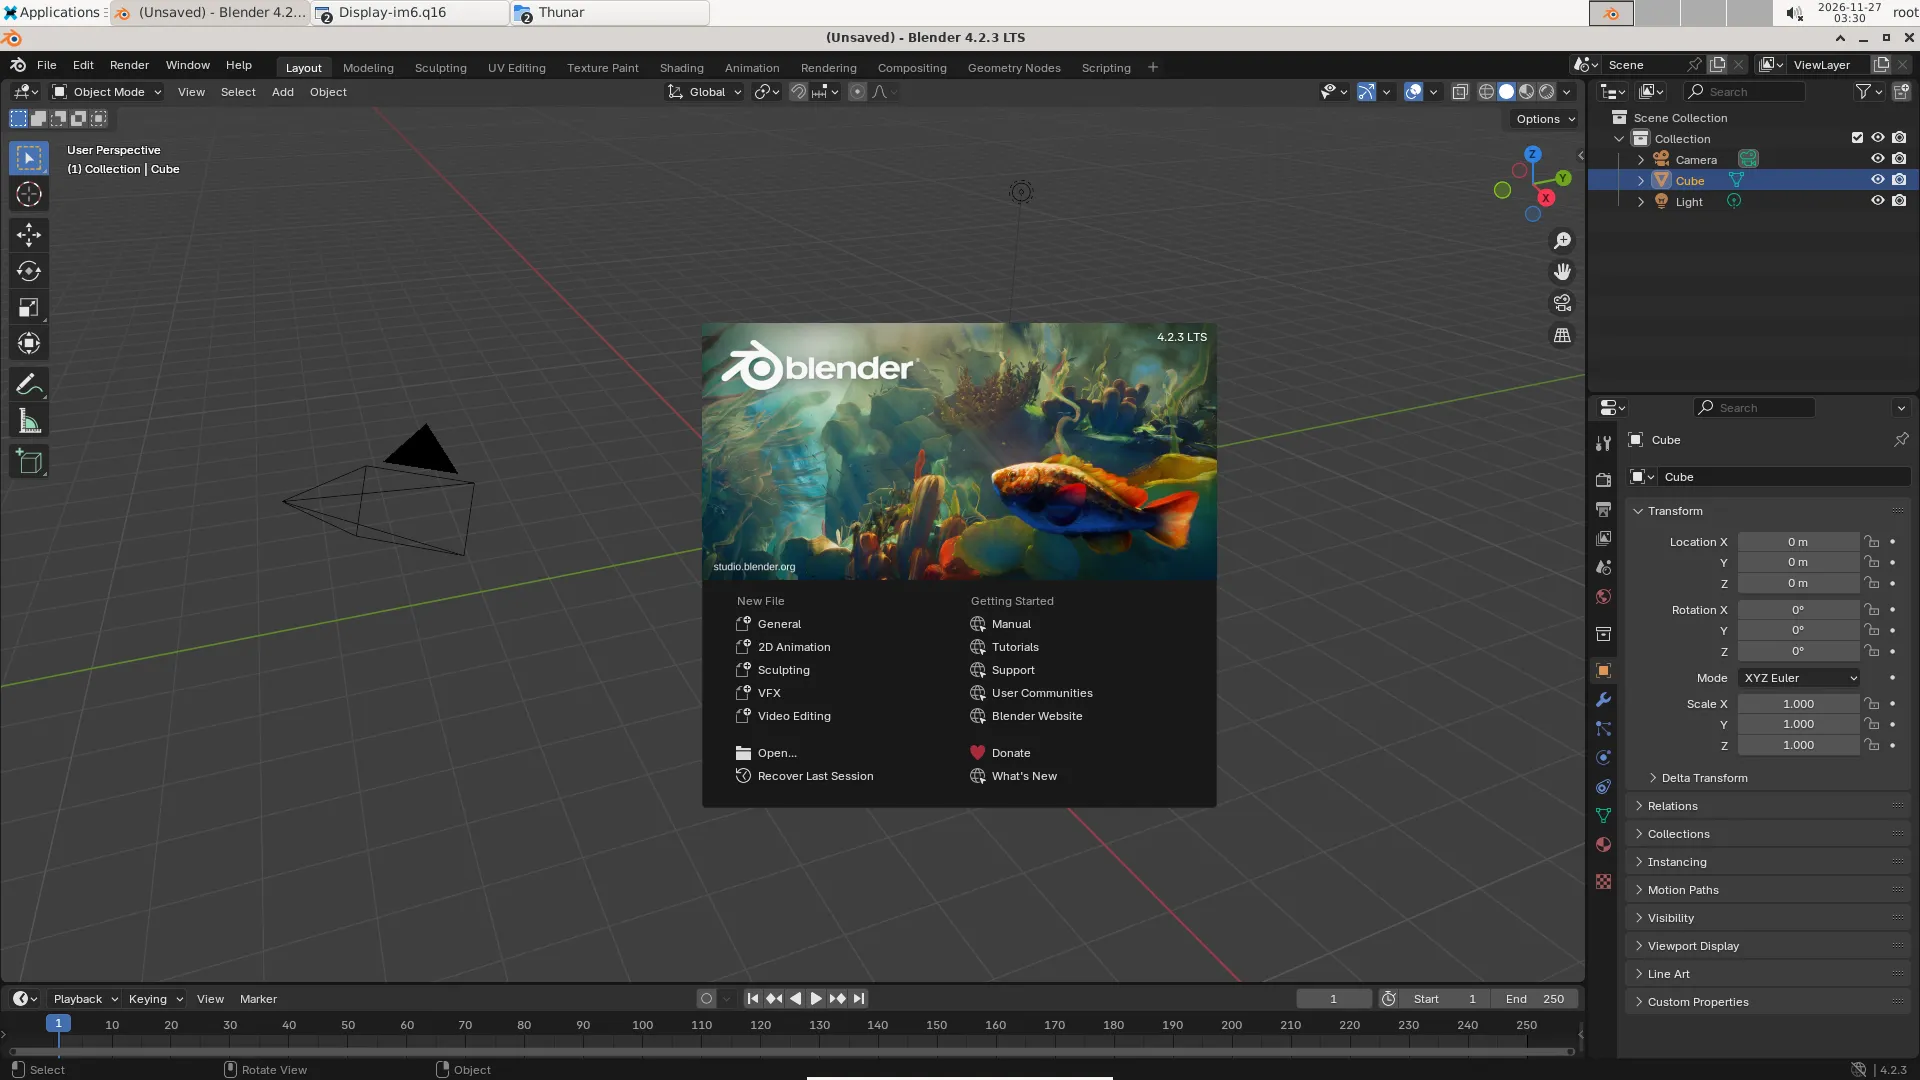 Applications
(Unsaved) - Blender 4.2...
2
Display-im6.q16
2
Thunar
2026-11-27
03:30
root
(Unsaved) - Blender 4.2.3 LTS
File Edit Render Window Help
Layout Modeling Sculpting UV Editing Texture Paint Shading Animation Rendering Compositing Geometry Nodes Scripting +
Scene
ViewLayer
Object Mode View Select Add Object
Global
Search
Options
User Perspective
(1) Collection | Cube
Z
Y
X
Scene Collection
Collection
Camera
Cube
Light
4.2.3 LTS
blender
studio.blender.org
New File
General
2D Animation
Sculpting
VFX
Video Editing
Open...
Recover Last Session
Getting Started
Manual
Tutorials
Support
User Communities
Blender Website
Donate
What's New
Search
Cube
Cube
Transform
Location X 0 m
Y 0 m
Z 0 m
Rotation X 0°
Y 0°
Z 0°
Mode XYZ Euler
Scale X 1.000
Y 1.000
Z 1.000
Delta Transform
Relations
Collections
Instancing
Motion Paths
Visibility
Viewport Display
Line Art
Custom Properties
Playback Keying View Marker
1
Start 1
End 250
1 10 20 30 40 50 60 70 80 90 100 110 120 130 140 150 160 170 180 190 200 210 220 230 240 250
Select
Rotate View
Object
4.2.3